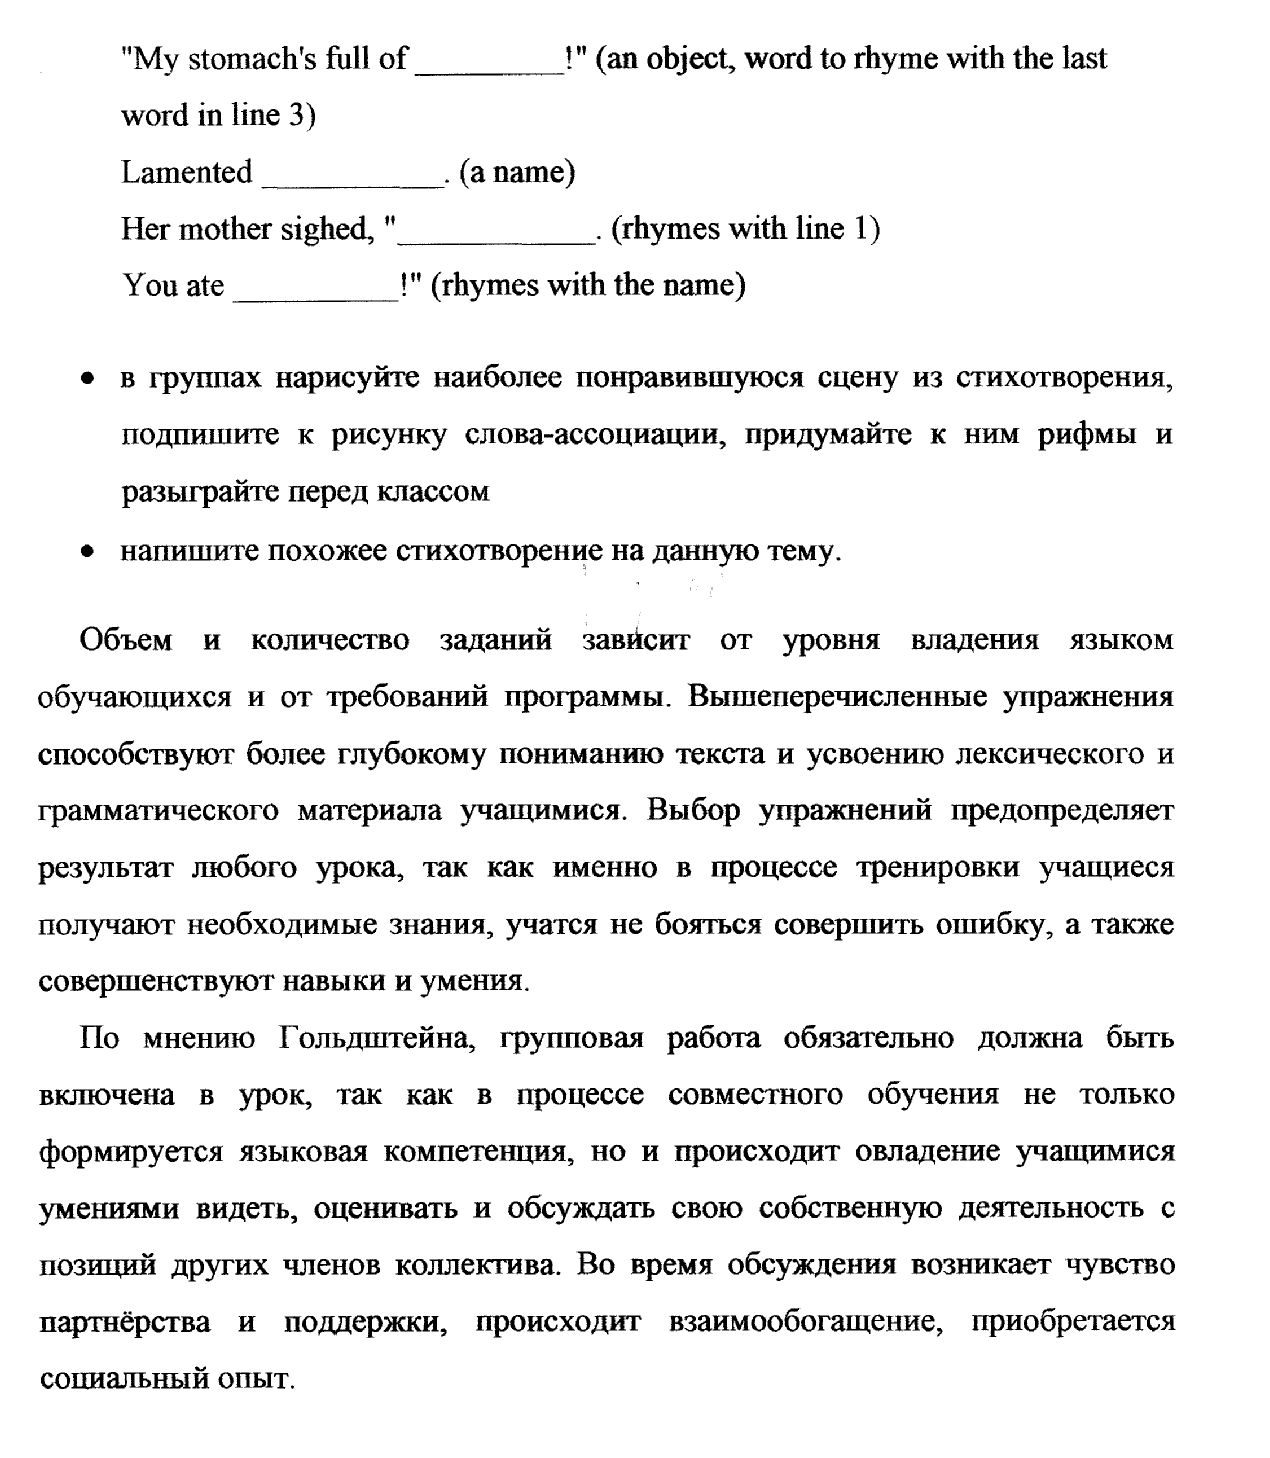 "My stomach's full of _________!" (an object, word to rhyme with the last
word in line 3)
Lamented ___________. (a name)
Her mother sighed, "____________. (rhymes with line 1)
You ate __________!" (rhymes with the name)
• в группах нарисуйте наиболее понравившуюся сцену из стихотворения,
подпишите к рисунку слова-ассоциации, придумайте к ним рифмы и
разыграйте перед классом
• напишите похожее стихотворение на данную тему.
Объем и количество заданий зависит от уровня владения языком
обучающихся и от требований программы. Вышеперечисленные упражнения
способствуют более глубокому пониманию текста и усвоению лексического и
грамматического материала учащимися. Выбор упражнений предопределяет
результат любого урока, так как именно в процессе тренировки учащиеся
получают необходимые знания, учатся не бояться совершить ошибку, а также
совершенствуют навыки и умения.
По мнению Гольдштейна, групповая работа обязательно должна быть
включена в урок, так как в процессе совместного обучения не только
формируется языковая компетенция, но и происходит овладение учащимися
умениями видеть, оценивать и обсуждать свою собственную деятельность с
позиций других членов коллектива. Во время обсуждения возникает чувство
партнёрства и поддержки, происходит взаимообогащение, приобретается
социальный опыт.